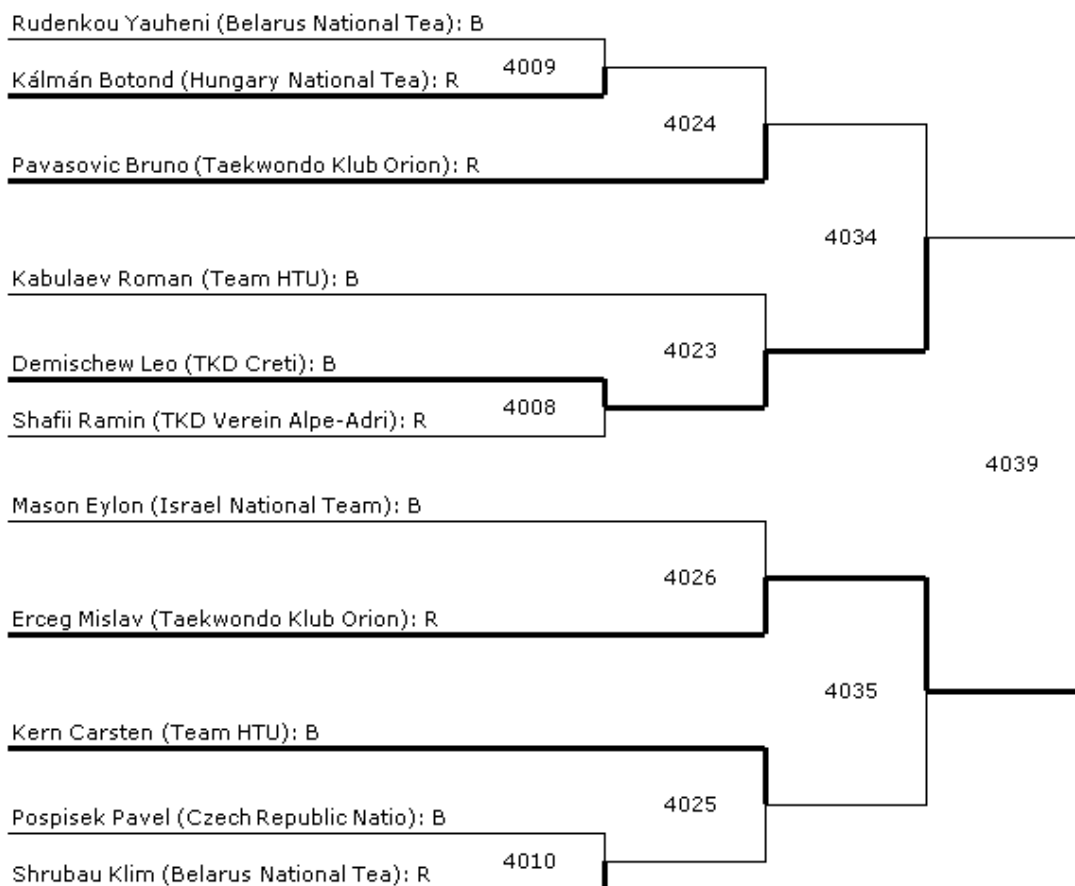 Rudenkou Yauheni (Belarus National Tea): B
4009
Kálmán Botond (Hungary National Tea): R
4024
Pavasovic Bruno (Taekwondo Klub Orion): R
4034
Kabulaev Roman (Team HTU): B
4023
Demischew Leo (TKD Creti): B
4008
Shafii Ramin (TKD Verein Alpe-Adri): R
4039
Mason Eylon (Israel National Team): B
4026
Erceg Mislav (Taekwondo Klub Orion): R
4035
Kern Carsten (Team HTU): B
4025
Pospisek Pavel (Czech Republic Natio): B
4010
Shrubau Klim (Belarus National Tea): R